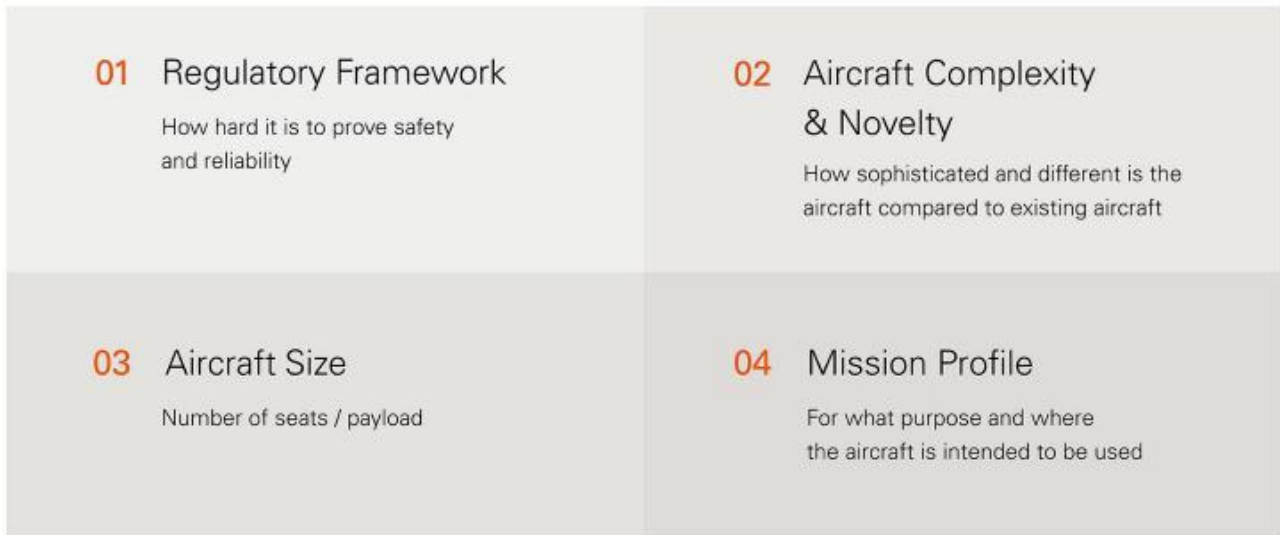 01 Regulatory Framework
How hard it is to prove safety
and reliability
02 Aircraft Complexity
& Novelty
How sophisticated and different is the
aircraft compared to existing aircraft
03 Aircraft Size
Number of seats / payload
04 Mission Profile
For what purpose and where
the aircraft is intended to be used